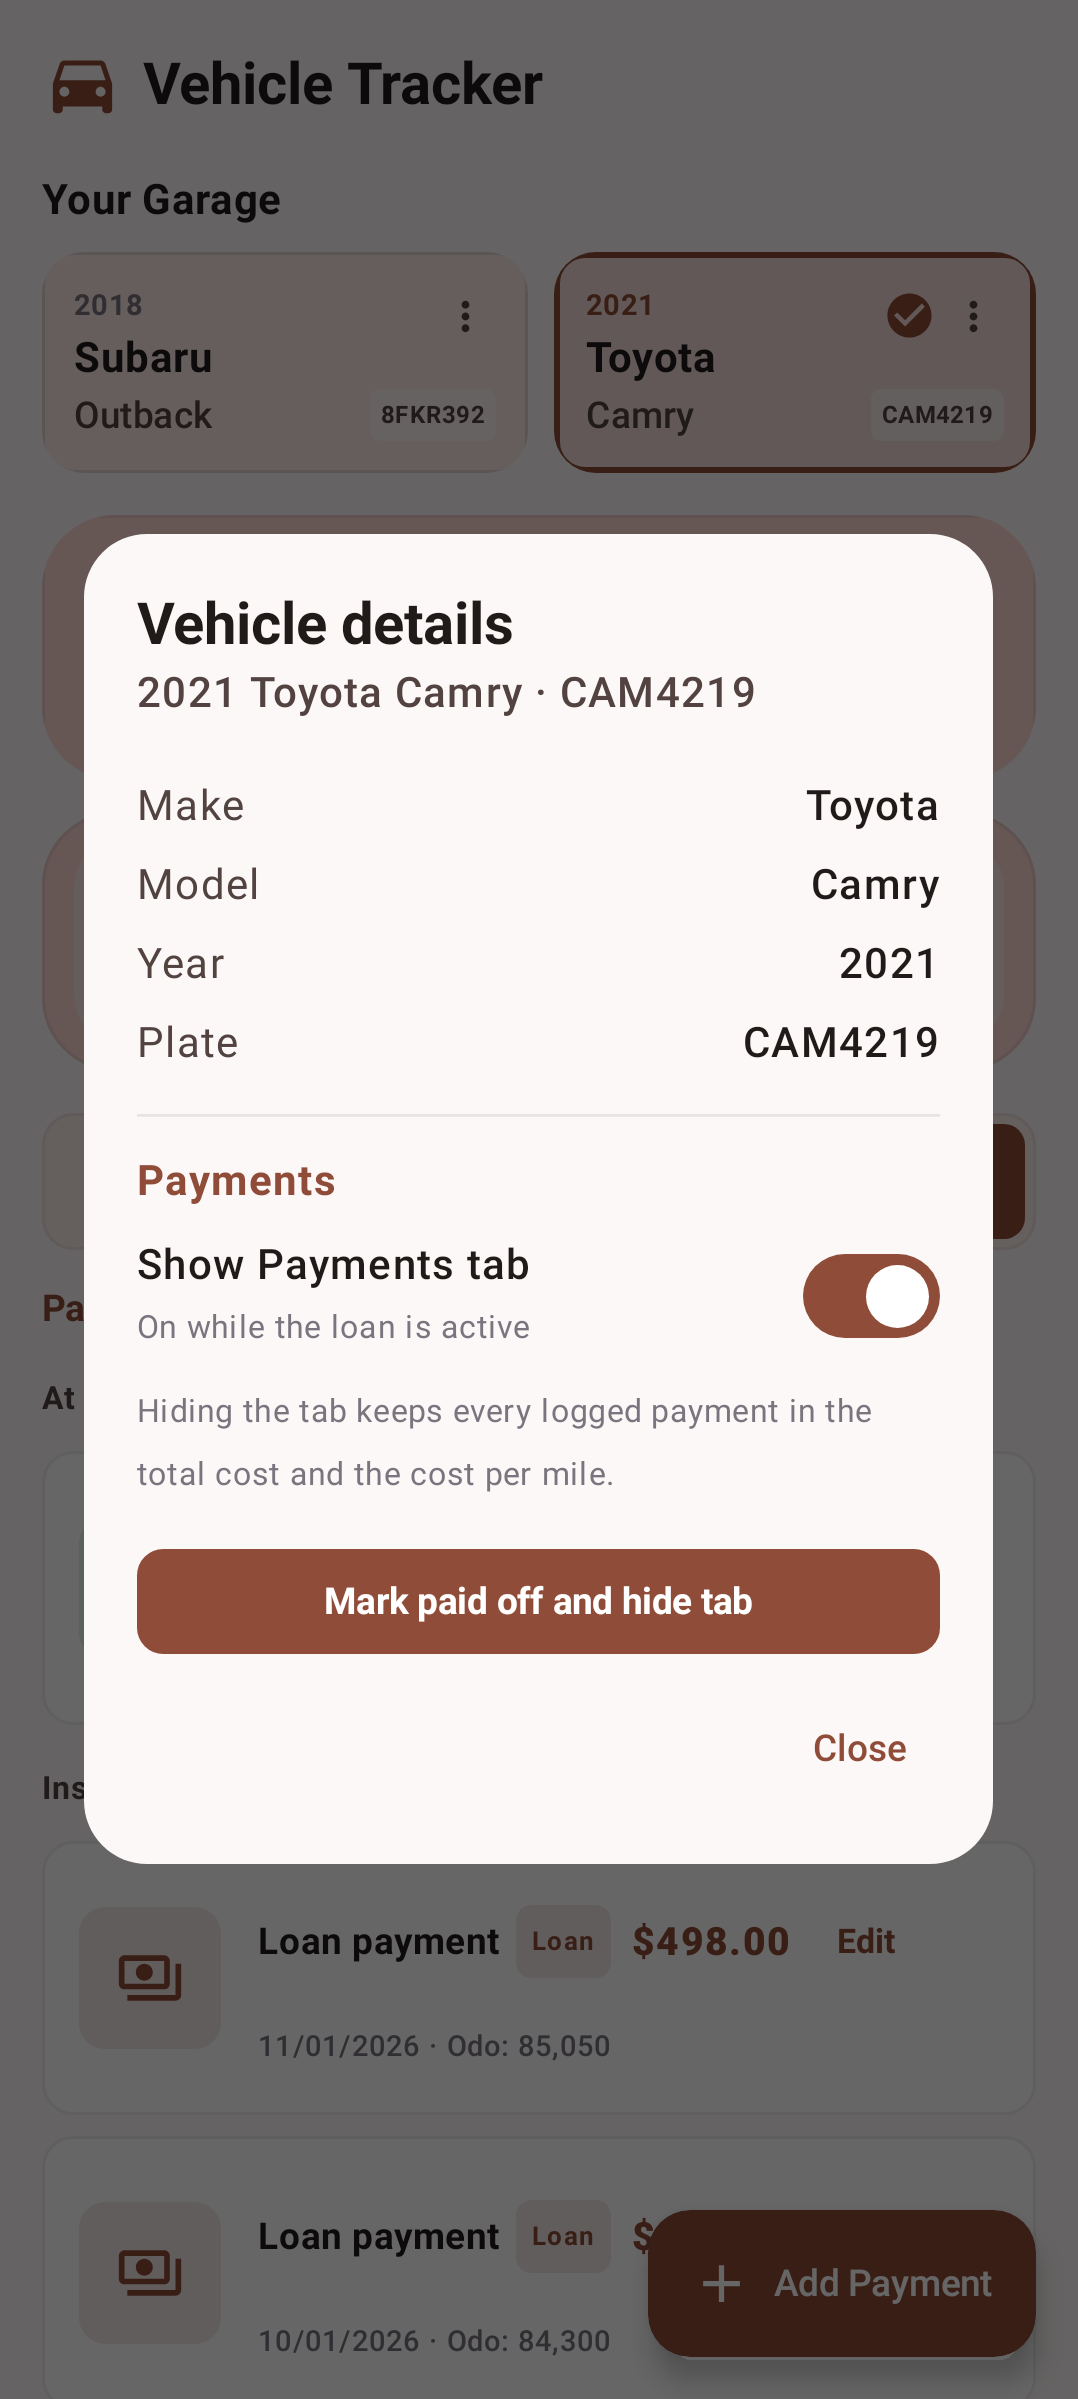 Vehicle Tracker
Your Garage
2018
Subaru
Outback
8FKR392
2021
Toyota
Camry
CAM4219
Vehicle details
2021 Toyota Camry · CAM4219
Make
Toyota
Model
Camry
Year
2021
Plate
CAM4219
Payments
Show Payments tab
On while the loan is active
Hiding the tab keeps every logged payment in the
total cost and the cost per mile.
Mark paid off and hide tab
Close
At
Loan payment
Loan
$498.00
Edit
11/01/2026 · Odo: 85,050
Loan payment
Loan
10/01/2026 · Odo: 84,300
Add Payment